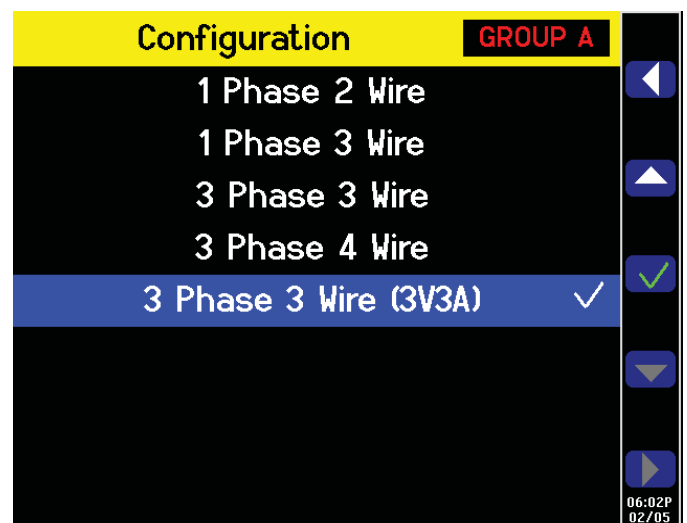 Configuration
GROUP A
1 Phase 2 Wire
1 Phase 3 Wire
3 Phase 3 Wire
3 Phase 4 Wire
3 Phase 3 Wire (3V3A)
06:02P
02/05